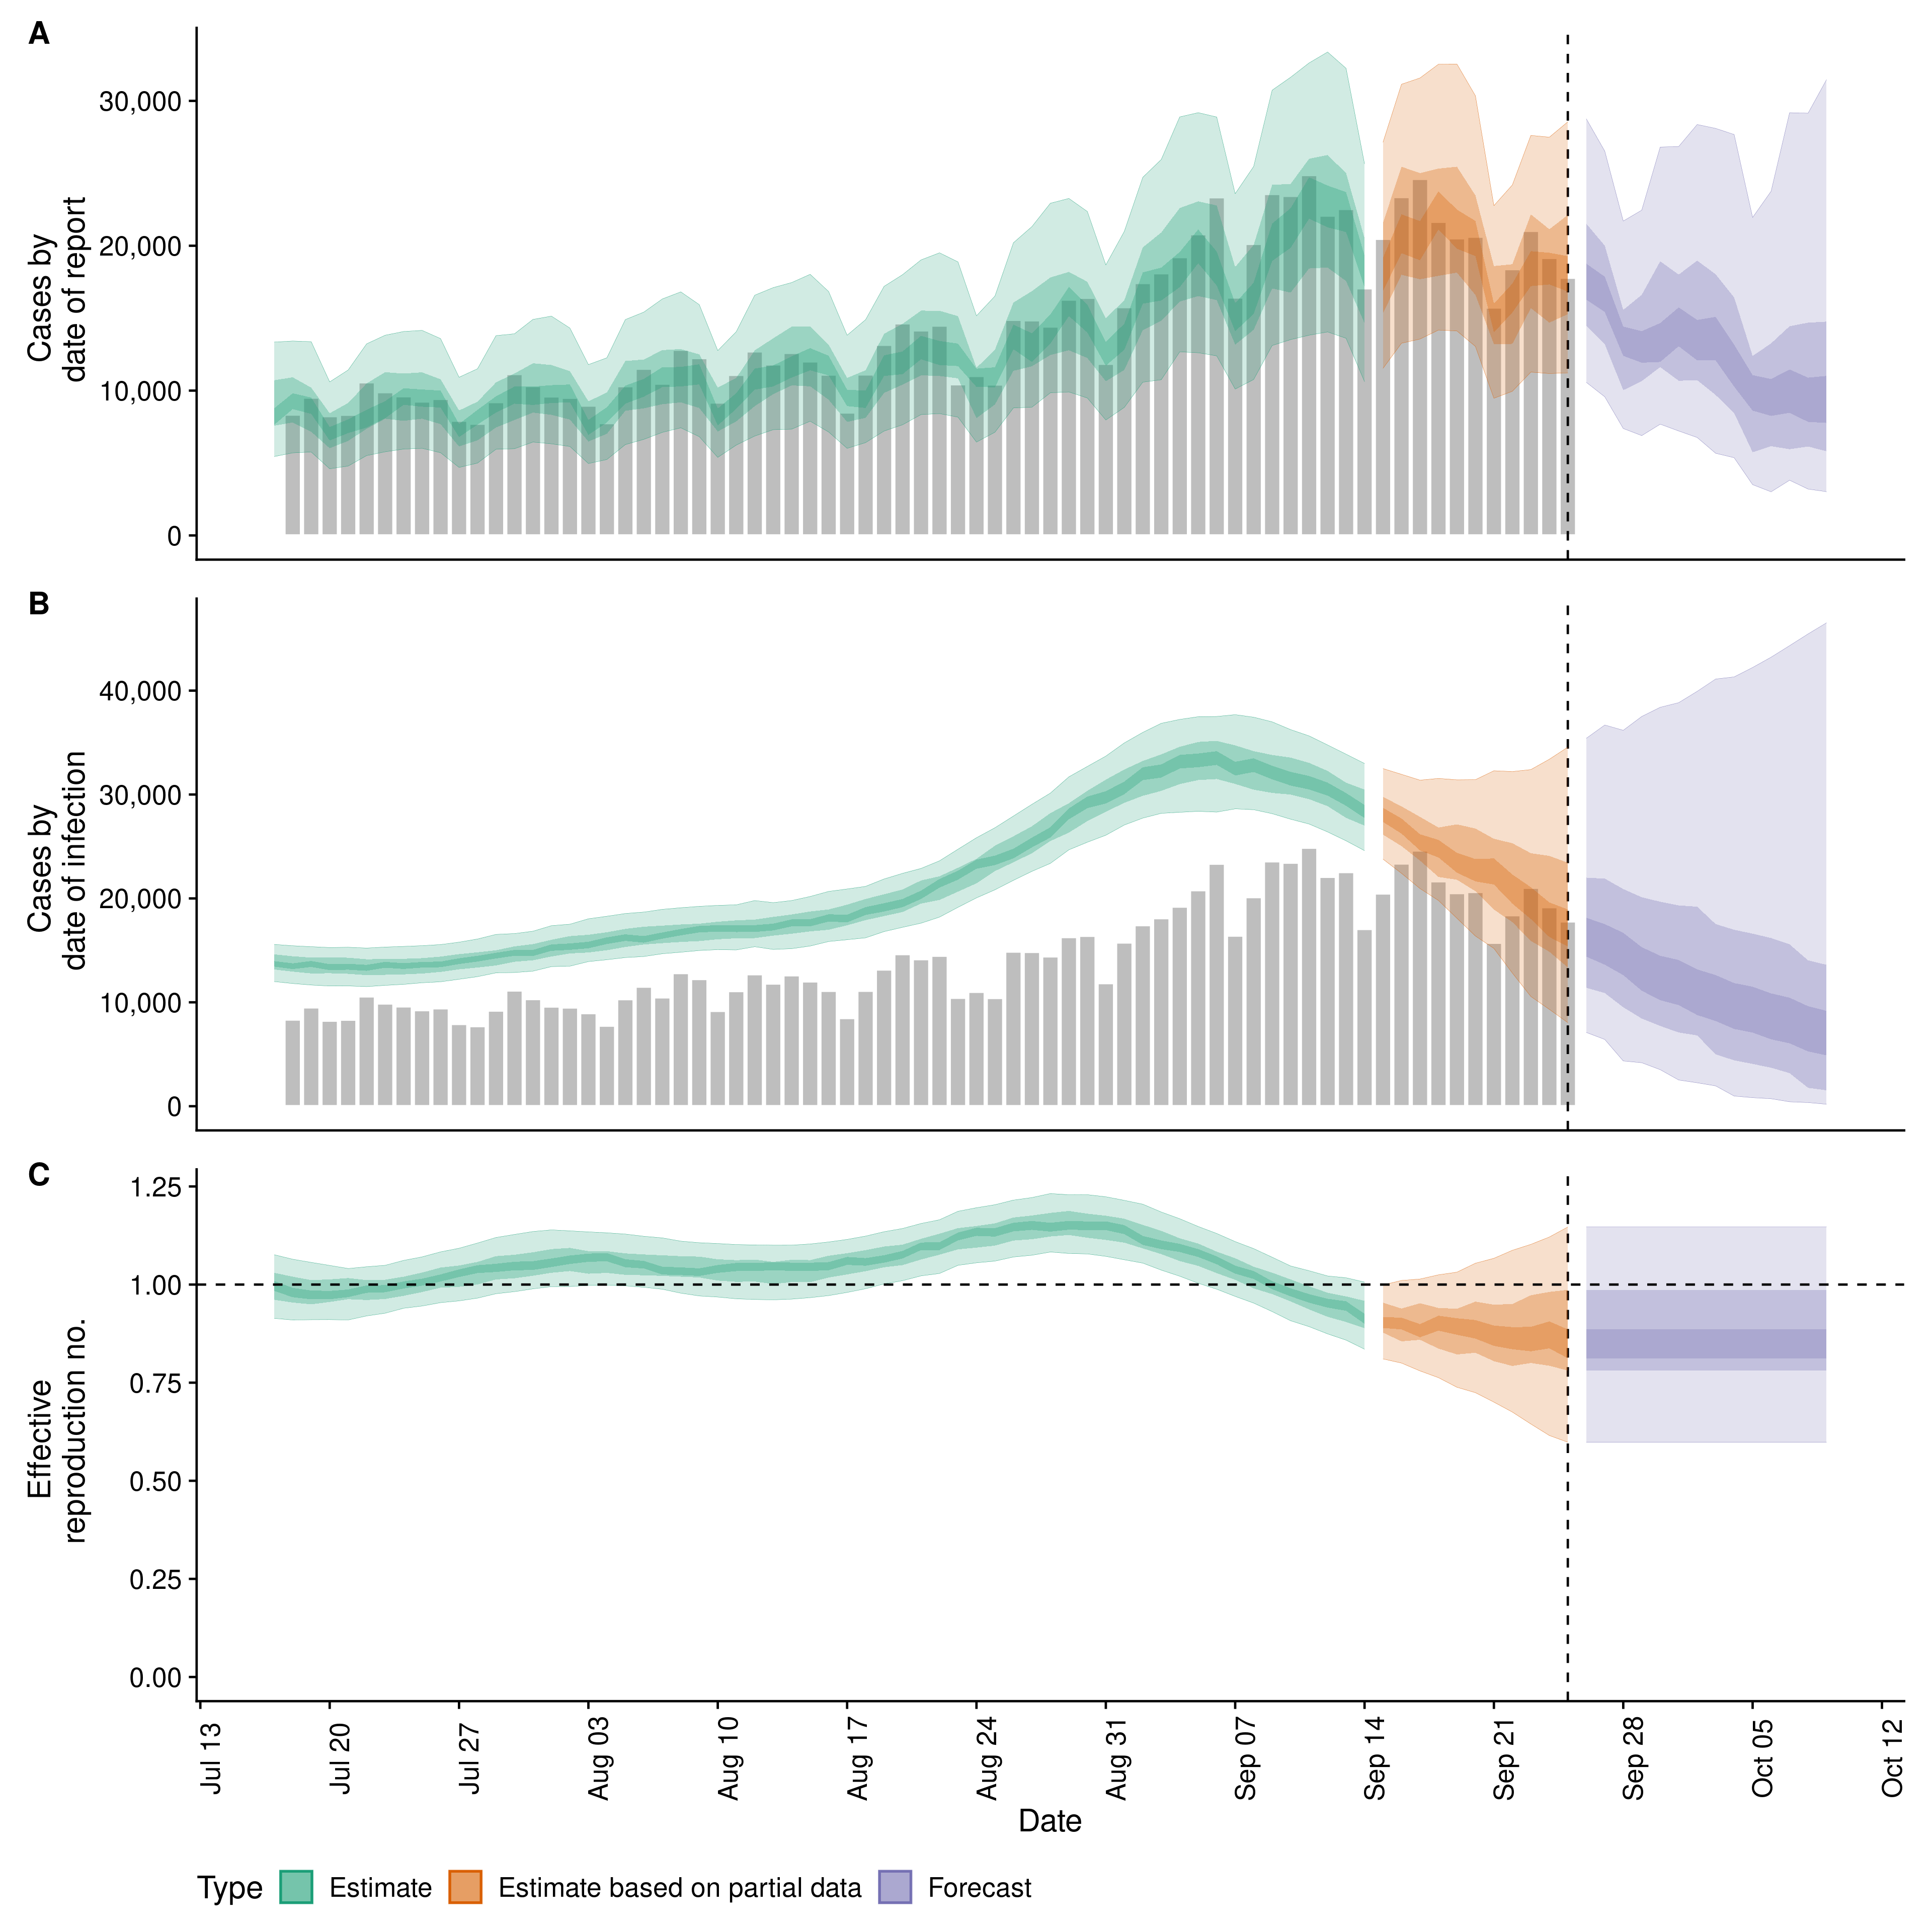 A
Cases by
date of report
30,000
20,000
10,000
0
B
Cases by
date of infection
40,000
30,000
20,000
10,000
0
C
Effective
reproduction no.
1.25
1.00
0.75
0.50
0.25
0.00
Jul 13
Jul 20
Jul 27
Aug 03
Aug 10
Aug 17
Aug 24
Aug 31
Sep 07
Sep 14
Sep 21
Sep 28
Oct 05
Oct 12
Date
Type Estimate Estimate based on partial data Forecast